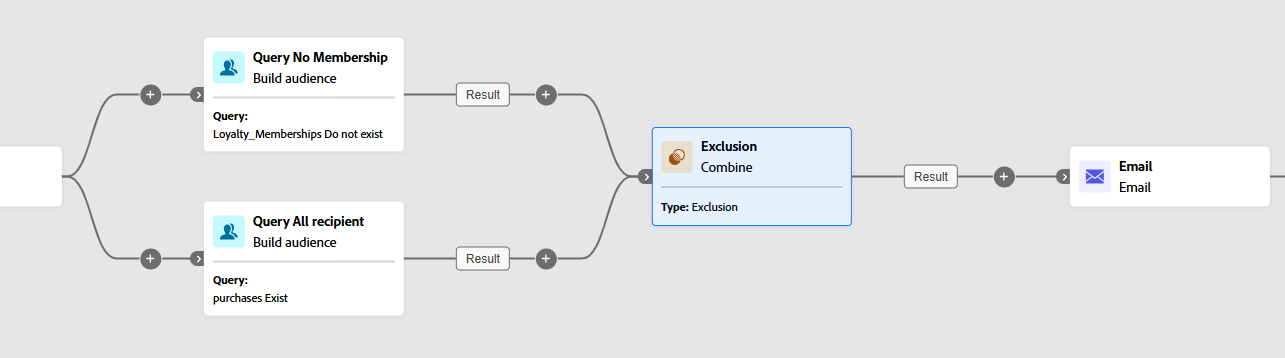 Query No Membership
Build audience
Query:
Loyalty_Memberships Do not exist
Result
Query All recipient
Build audience
Query:
purchases Exist
Result
Exclusion
Combine
Type: Exclusion
Result
Email
Email